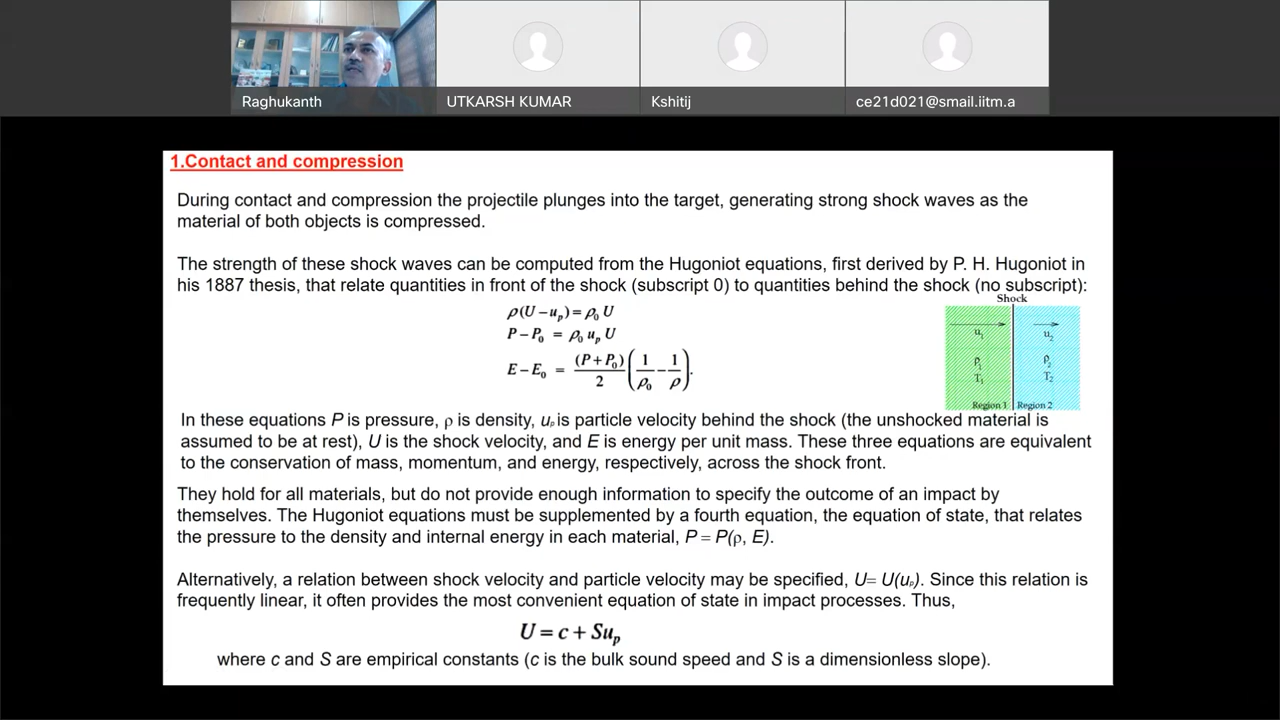 Raghukanth
UTKARSH KUMAR
Kshitij
ce21d021@smail.iitm.a
1.Contact and compression
During contact and compression the projectile plunges into the target, generating strong shock waves as the
material of both objects is compressed.
The strength of these shock waves can be computed from the Hugoniot equations, first derived by P. H. Hugoniot in
his 1887 thesis, that relate quantities in front of the shock (subscript 0) to quantities behind the shock (no subscript):
ρ(U – u_p) = ρ_0 U
P – P_0 = ρ_0 u_p U
E – E_0 = (P + P_0)/2 (1/ρ_0 – 1/ρ).
Shock
u_1 u_2
ρ_1 ρ_2
T_1 T_2
Region 1 Region 2
In these equations P is pressure, ρ is density, u_p is particle velocity behind the shock (the unshocked material is
assumed to be at rest), U is the shock velocity, and E is energy per unit mass. These three equations are equivalent
to the conservation of mass, momentum, and energy, respectively, across the shock front.
They hold for all materials, but do not provide enough information to specify the outcome of an impact by
themselves. The Hugoniot equations must be supplemented by a fourth equation, the equation of state, that relates
the pressure to the density and internal energy in each material, P = P(ρ, E).
Alternatively, a relation between shock velocity and particle velocity may be specified, U= U(u_p). Since this relation is
frequently linear, it often provides the most convenient equation of state in impact processes. Thus,
U = c + Su_p
where c and S are empirical constants (c is the bulk sound speed and S is a dimensionless slope).